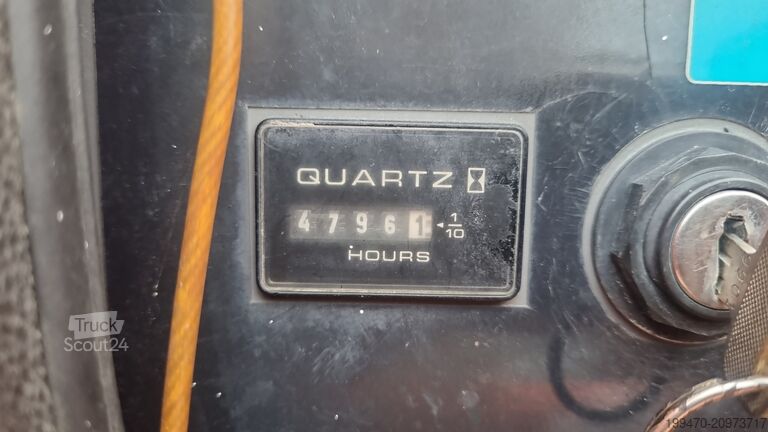 QUARTZ
47961 ◄ 1/10
HOURS
Truck
Scout24
199470-20973717